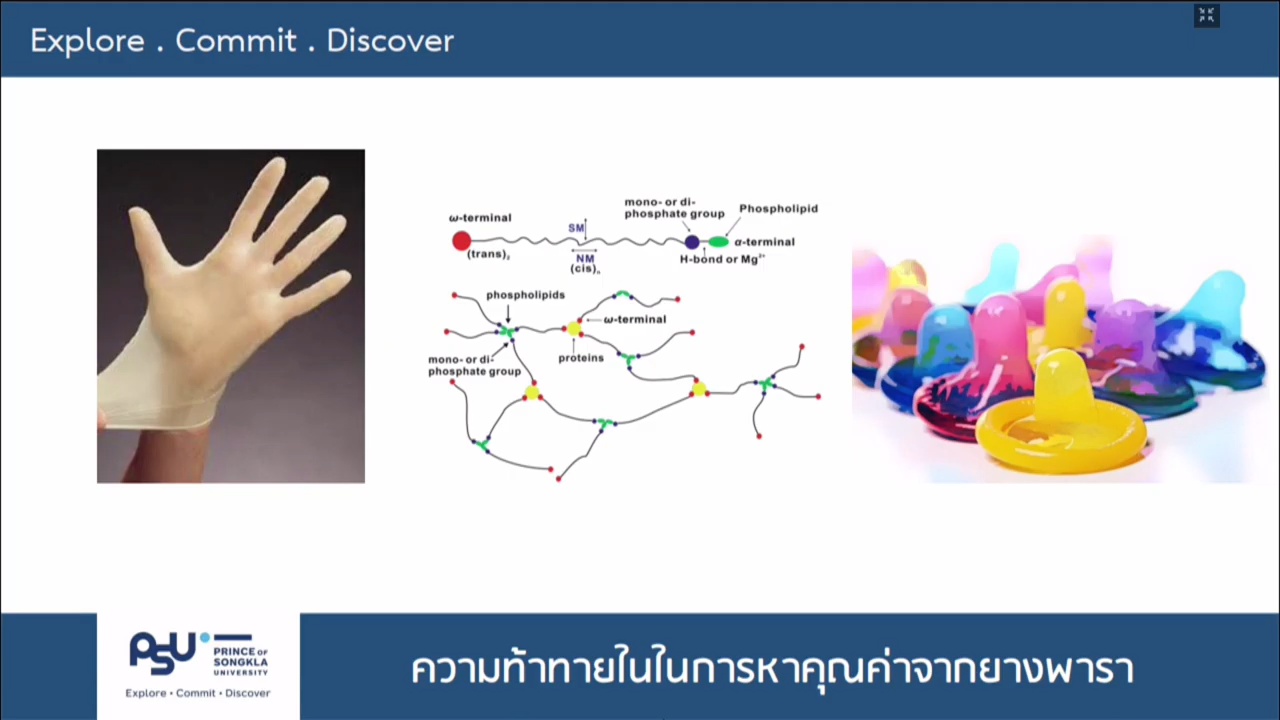 Explore . Commit . Discover
ω-terminal
(trans)₂
SM
NM
(cis)ₙ
mono- or di-
phosphate group
Phospholipid
α-terminal
H-bond or Mg²⁺
phospholipids
ω-terminal
mono- or di-
phosphate group
proteins
PSU
PRINCE OF
SONGKLA
UNIVERSITY
Explore • Commit • Discover
ความท้าทายในในการหาคุณค่าจากยางพารา